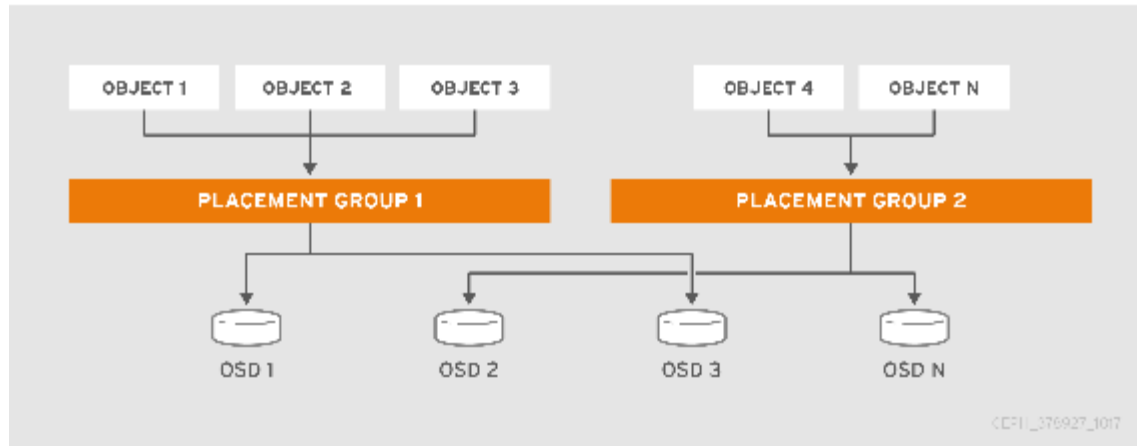 OBJECT 1 OBJECT 2 OBJECT 3 OBJECT 4 OBJECT N
PLACEMENT GROUP 1 PLACEMENT GROUP 2
OSD 1 OSD 2 OSD 3 OSD N
CEPH_378927_1017